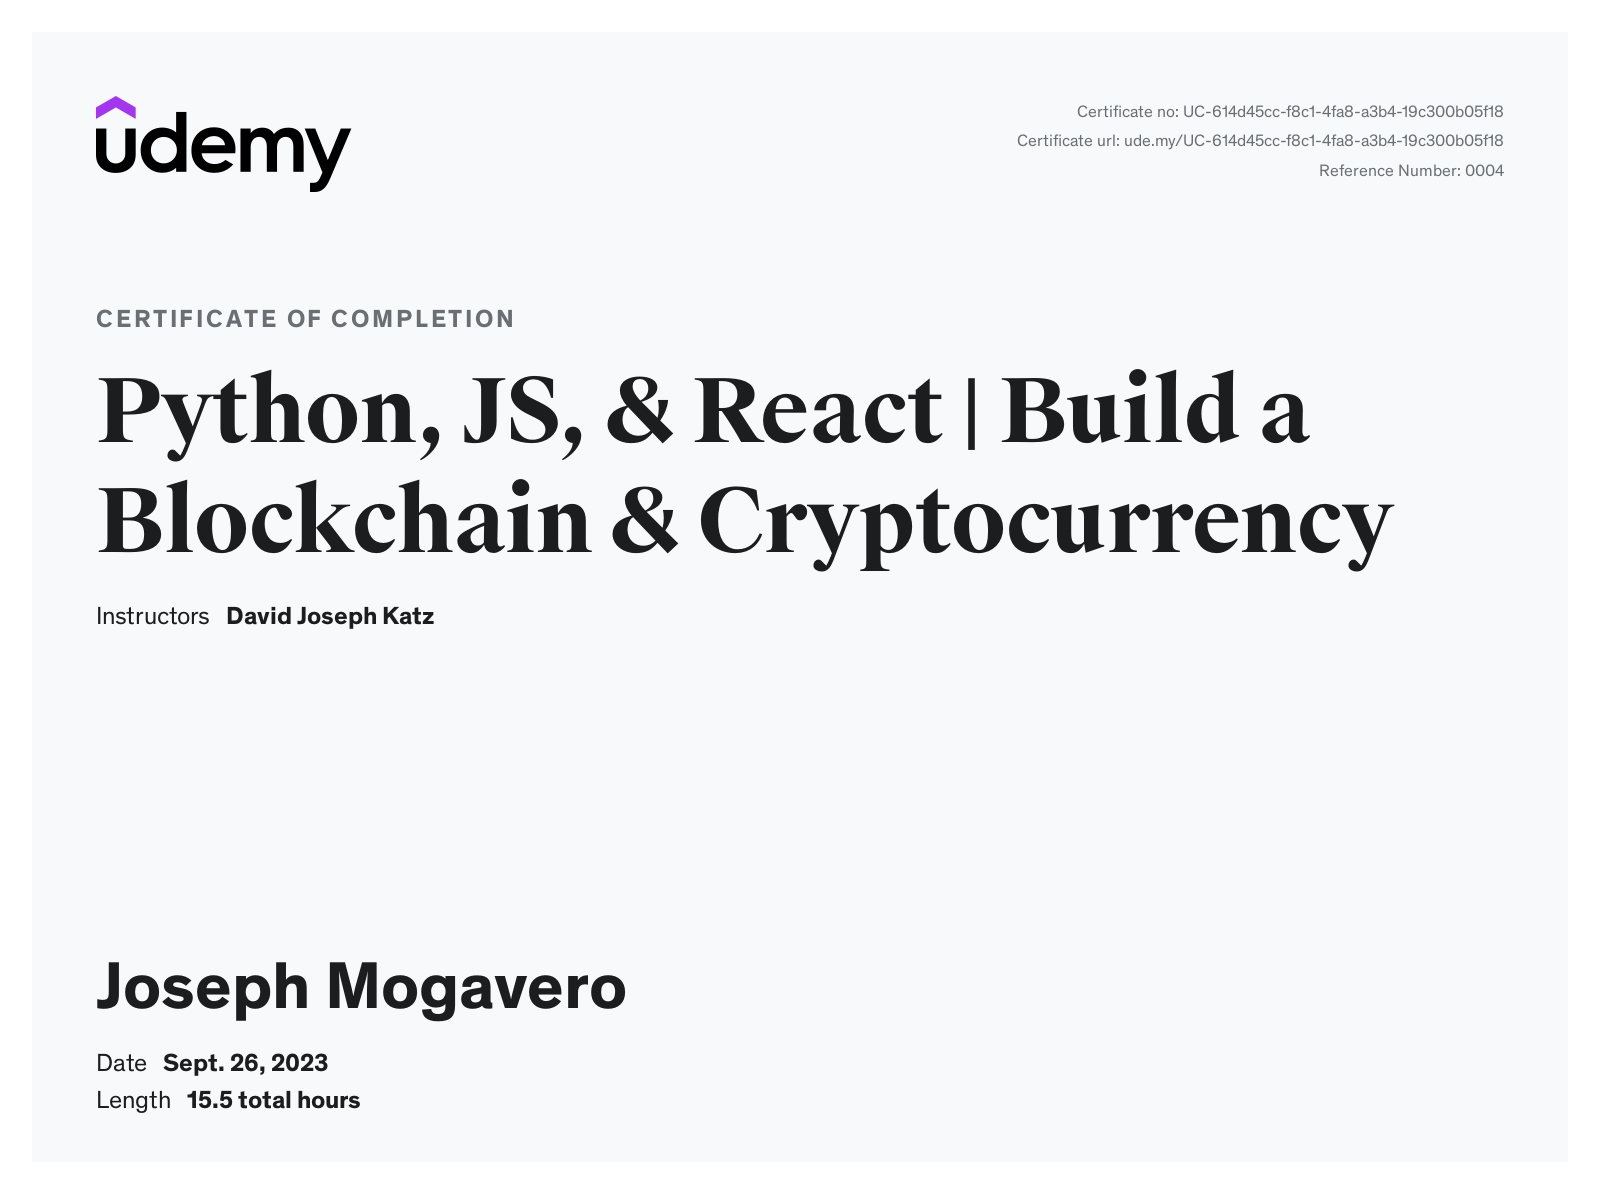 udemy
Certificate no: UC-614d45cc-f8c1-4fa8-a3b4-19c300b05f18
Certificate url: ude.my/UC-614d45cc-f8c1-4fa8-a3b4-19c300b05f18
Reference Number: 0004
CERTIFICATE OF COMPLETION
Python, JS, & React | Build a
Blockchain & Cryptocurrency
Instructors David Joseph Katz
Joseph Mogavero
Date Sept. 26, 2023
Length 15.5 total hours